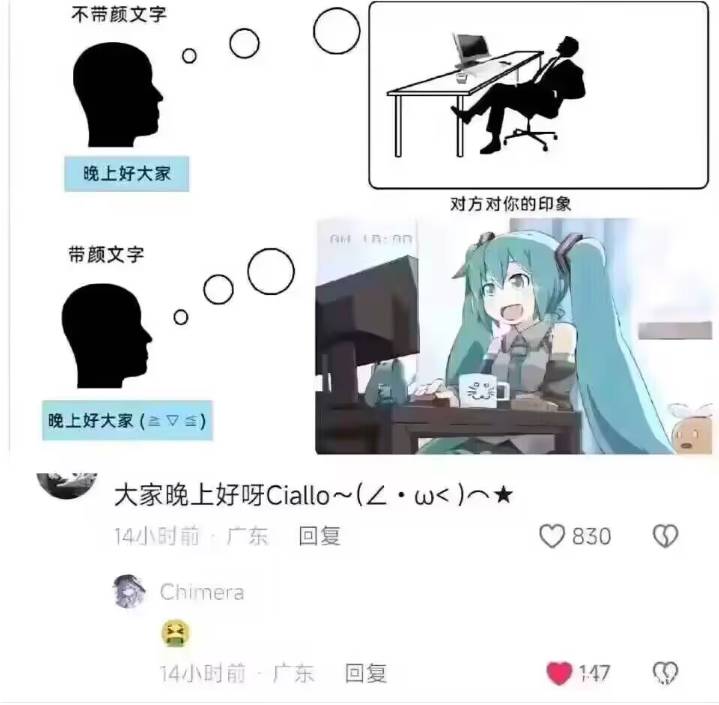 不带颜文字
晚上好大家
对方对你的印象
带颜文字
晚上好大家(≧▽≦)
大家晚上好呀Ciallo～(∠・ω< )⌒★
14小时前 · 广东 回复 830
Chimera
🤮
14小时前 · 广东 回复 147